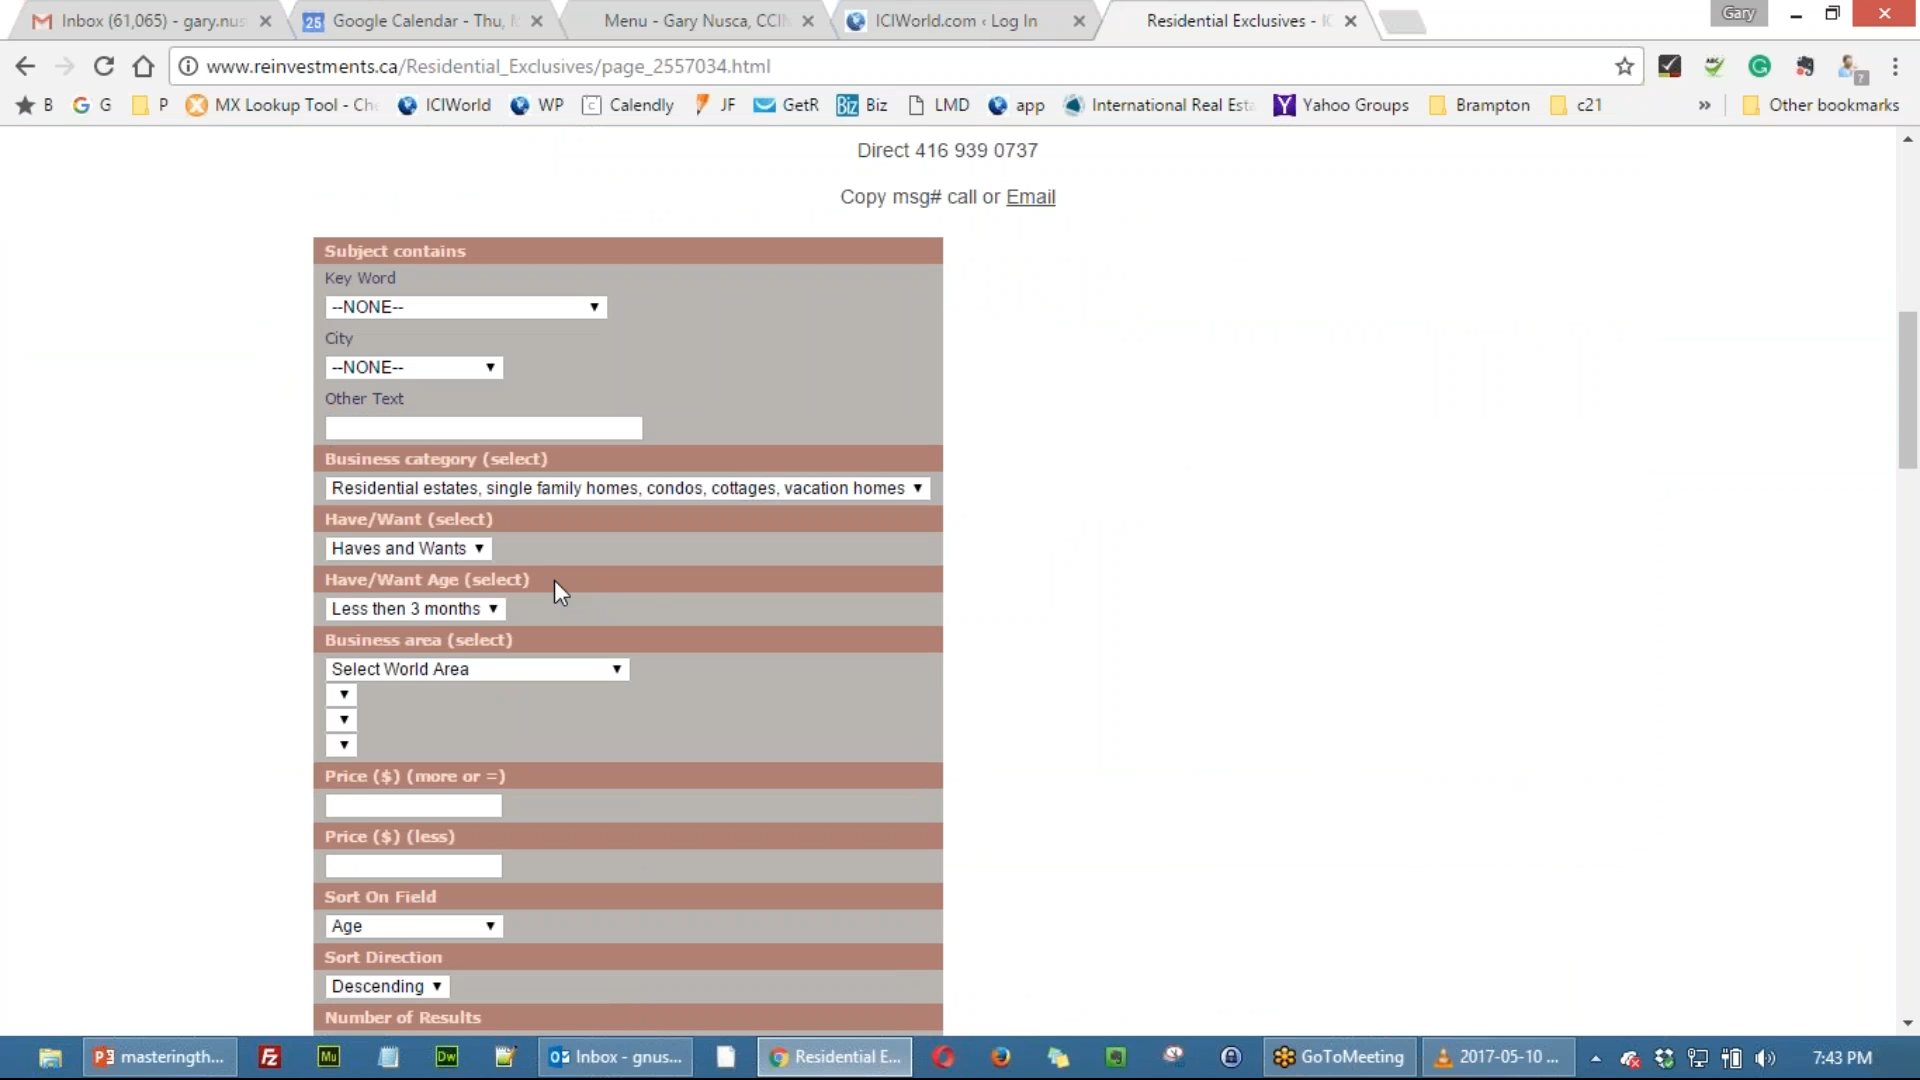 Inbox (61,065) - gary.nus
Google Calendar - Thu,
Menu - Gary Nusca, CCI
ICIWorld.com ‹ Log In
Residential Exclusives -
Gary
www.reinvestments.ca/Residential_Exclusives/page_2557034.html
B
G
P
MX Lookup Tool - Che
ICIWorld
WP
Calendly
JF
GetR
Biz Biz
LMD
app
International Real Esta
Yahoo Groups
Brampton
c21
»
Other bookmarks
Direct 416 939 0737
Copy msg# call or Email
Subject contains
Key Word
--NONE--
City
--NONE--
Other Text
Business category (select)
Residential estates, single family homes, condos, cottages, vacation homes
Have/Want (select)
Haves and Wants
Have/Want Age (select)
Less then 3 months
Business area (select)
Select World Area
Price ($) (more or =)
Price ($) (less)
Sort On Field
Age
Sort Direction
Descending
Number of Results
masteringth...
Fz
Mu
Dw
Inbox - gnus...
Residential E...
GoToMeeting
2017-05-10 ...
7:43 PM